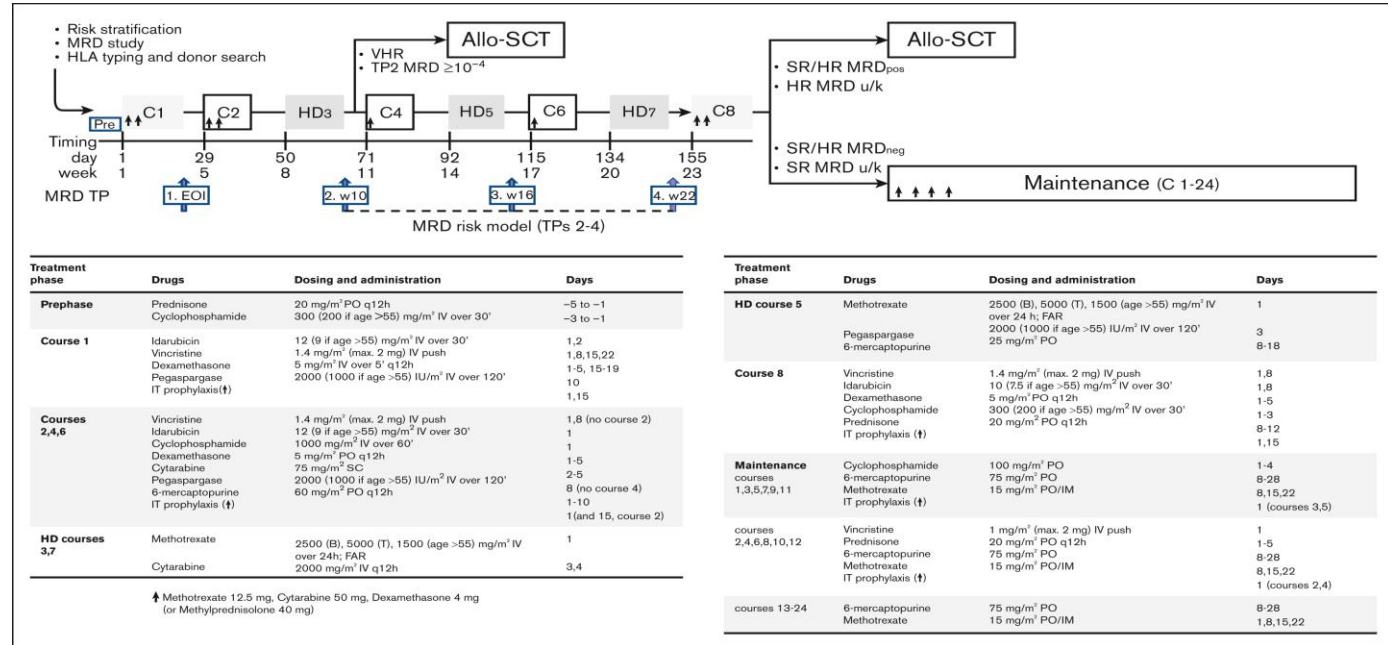 • Risk stratification
• MRD study
• HLA typing and donor search
Allo-SCT
• VHR
• TP2 MRD ≥10⁻⁴
Allo-SCT
• SR/HR MRDpos
• HR MRD u/k
Pre
C1
C2
HD3
C4
HD5
C6
HD7
C8
Timing
day 1 29 50 71 92 115 134 155
week 1 5 8 11 14 17 20 23
• SR/HR MRDneg
• SR MRD u/k
Maintenance (C 1-24)
MRD TP
1. EOI
2. w10
3. w16
4. w22
MRD risk model (TPs 2-4)
Treatment phase Drugs Dosing and administration Days
Prephase Prednisone 20 mg/m² PO q12h –5 to –1
Cyclophosphamide 300 (200 if age >55) mg/m² IV over 30' –3 to –1
Course 1 Idarubicin 12 (9 if age >55) mg/m² IV over 30' 1,2
Vincristine 1.4 mg/m² (max. 2 mg) IV push 1,8,15,22
Dexamethasone 5 mg/m² IV over 5' q12h 1-5, 15-19
Pegaspargase 2000 (1000 if age >55) IU/m² IV over 120' 10
IT prophylaxis(↑) 1,15
Courses 2,4,6 Vincristine 1.4 mg/m² (max. 2 mg) IV push 1,8 (no course 2)
Idarubicin 12 (9 if age >55) mg/m² IV over 30' 1
Cyclophosphamide 1000 mg/m² IV over 60' 1
Dexamethasone 5 mg/m² PO q12h 1-5
Cytarabine 75 mg/m² SC 2-5
Pegaspargase 2000 (1000 if age >55) IU/m² IV over 120' 8 (no course 4)
6-mercaptopurine 60 mg/m² PO q12h 1-10
IT prophylaxis (↑) 1(and 15, course 2)
HD courses 3,7 Methotrexate 2500 (B), 5000 (T), 1500 (age >55) mg/m² IV 1
over 24h; FAR
Cytarabine 2000 mg/m² IV q12h 3,4
↑ Methotrexate 12.5 mg, Cytarabine 50 mg, Dexamethasone 4 mg
(or Methylprednisolone 40 mg)
Treatment phase Drugs Dosing and administration Days
HD course 5 Methotrexate 2500 (B), 5000 (T), 1500 (age >55) mg/m² IV 1
over 24 h; FAR
Pegaspargase 2000 (1000 if age >55) IU/m² IV over 120' 3
6-mercaptopurine 25 mg/m² PO 8-18
Course 8 Vincristine 1.4 mg/m² (max. 2 mg) IV push 1,8
Idarubicin 10 (7.5 if age >55) mg/m² IV over 30' 1,8
Dexamethasone 5 mg/m² PO q12h 1-5
Cyclophosphamide 300 (200 if age >55) mg/m² IV over 30' 1-3
Prednisone 20 mg/m² PO q12h 8-12
IT prophylaxis (↑) 1,15
Maintenance Cyclophosphamide 100 mg/m² PO 1-4
courses 6-mercaptopurine 75 mg/m² PO 8-28
1,3,5,7,9,11 Methotrexate 15 mg/m² PO/IM 8,15,22
IT prophylaxis (↑) 1 (courses 3,5)
courses Vincristine 1 mg/m² (max. 2 mg) IV push 1
2,4,6,8,10,12 Prednisone 20 mg/m² PO q12h 1-5
6-mercaptopurine 75 mg/m² PO 8-28
Methotrexate 15 mg/m² PO/IM 8,15,22
IT prophylaxis (↑) 1 (courses 2,4)
courses 13-24 6-mercaptopurine 75 mg/m² PO 8-28
Methotrexate 15 mg/m² PO/IM 1,8,15,22